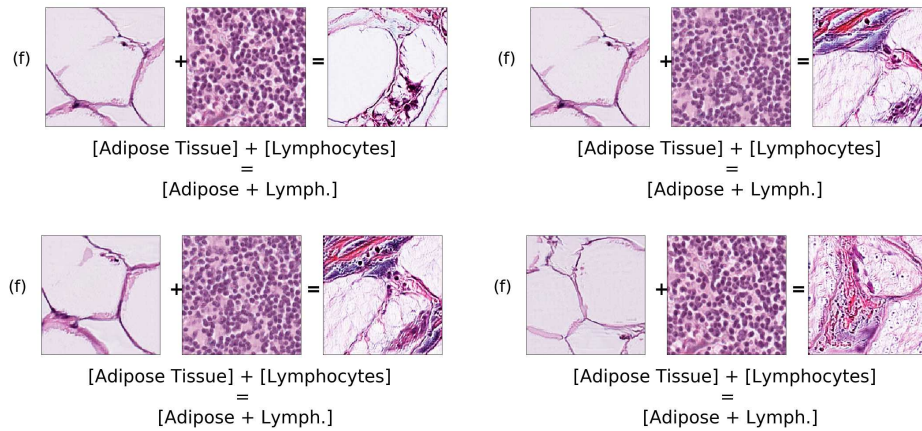 (f) + =
[Adipose Tissue] + [Lymphocytes]
=
[Adipose + Lymph.]
(f) + =
[Adipose Tissue] + [Lymphocytes]
=
[Adipose + Lymph.]
(f) + =
[Adipose Tissue] + [Lymphocytes]
=
[Adipose + Lymph.]
(f) + =
[Adipose Tissue] + [Lymphocytes]
=
[Adipose + Lymph.]